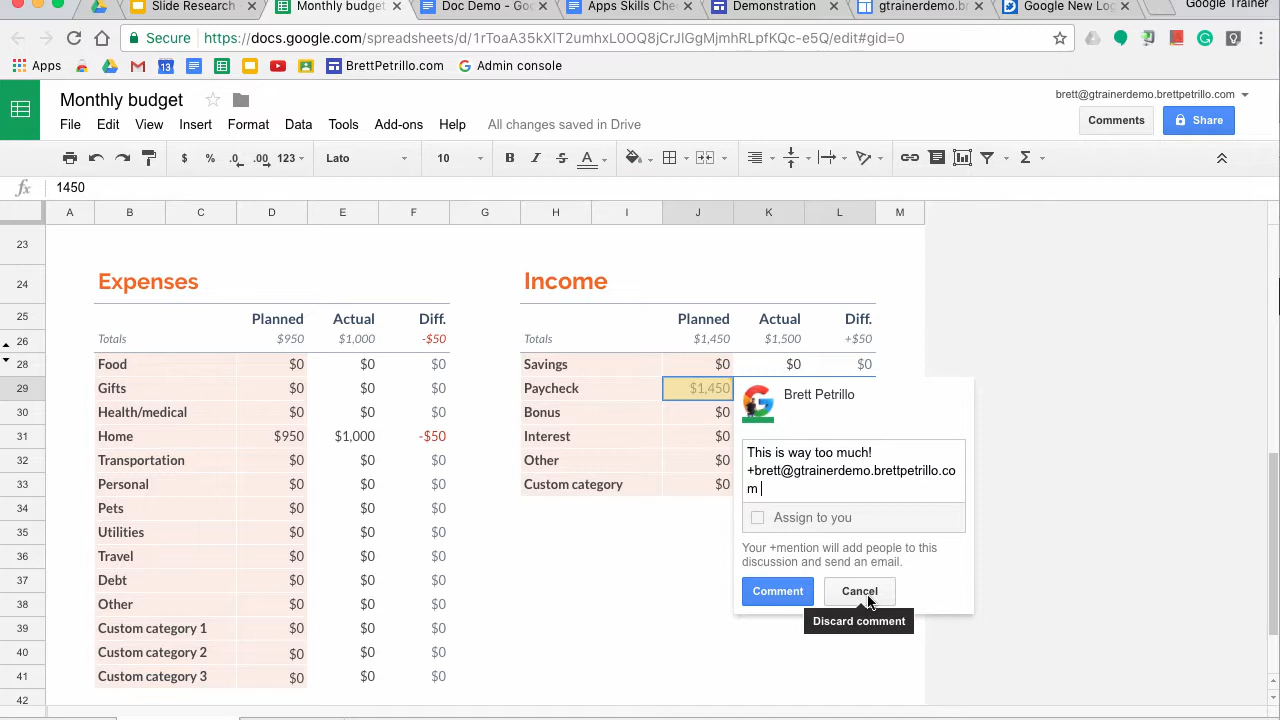 Slide Research
Monthly budget
Doc Demo - Go
Apps Skills Che
Demonstration
gtrainerdemo.b
Google New Log
Google Trainer
Secure
https://docs.google.com/spreadsheets/d/1rToaA35kXlT2umhxL0OQ8jCrJlGgMjmhRLpfKQc-e5Q/edit#gid=0
Apps
13
BrettPetrillo.com
Admin console
Monthly budget
brett@gtrainerdemo.brettpetrillo.com
File Edit View Insert Format Data Tools Add-ons Help All changes saved in Drive
Comments
Share
$ % .0 .00 123 Lato 10 B I S A Σ
fx 1450
A B C D E F G H I J K L M
23
24 Expenses Income
25 Planned Actual Diff. Planned Actual Diff.
26 Totals $950 $1,000 -$50 Totals $1,450 $1,500 +$50
28 Food $0 $0 $0 Savings $0 $0 $0
29 Gifts $0 $0 $0 Paycheck $1,450
30 Health/medical $0 $0 $0 Bonus $0
31 Home $950 $1,000 -$50 Interest $0
32 Transportation $0 $0 $0 Other $0
33 Personal $0 $0 $0 Custom category $0
34 Pets $0 $0 $0
35 Utilities $0 $0 $0
36 Travel $0 $0 $0
37 Debt $0 $0 $0
38 Other $0 $0 $0
39 Custom category 1 $0 $0 $0
40 Custom category 2 $0 $0 $0
41 Custom category 3 $0 $0 $0
42
Brett Petrillo
This is way too much!
+brett@gtrainerdemo.brettpetrillo.co
m
Assign to you
Your +mention will add people to this
discussion and send an email.
Comment
Cancel
Discard comment